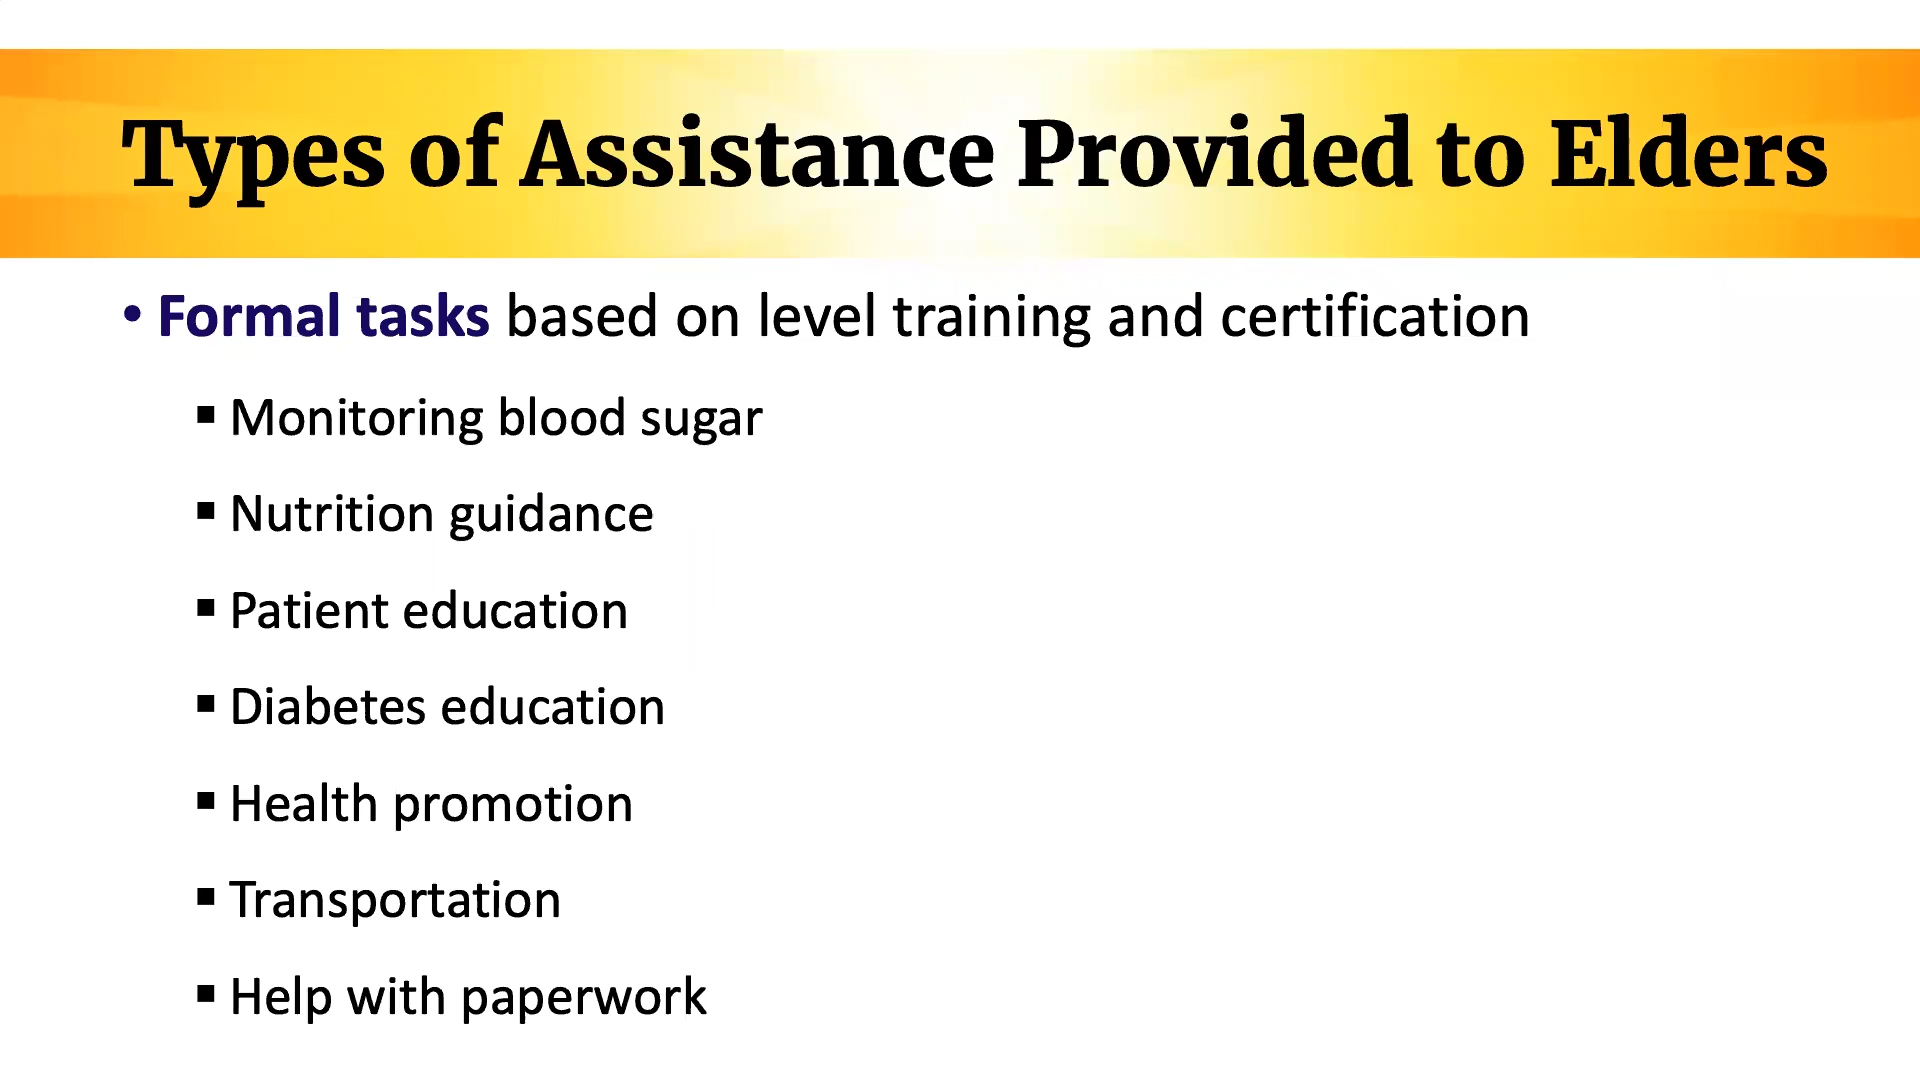 Types of Assistance Provided to Elders
• Formal tasks based on level training and certification
▪ Monitoring blood sugar
▪ Nutrition guidance
▪ Patient education
▪ Diabetes education
▪ Health promotion
▪ Transportation
▪ Help with paperwork